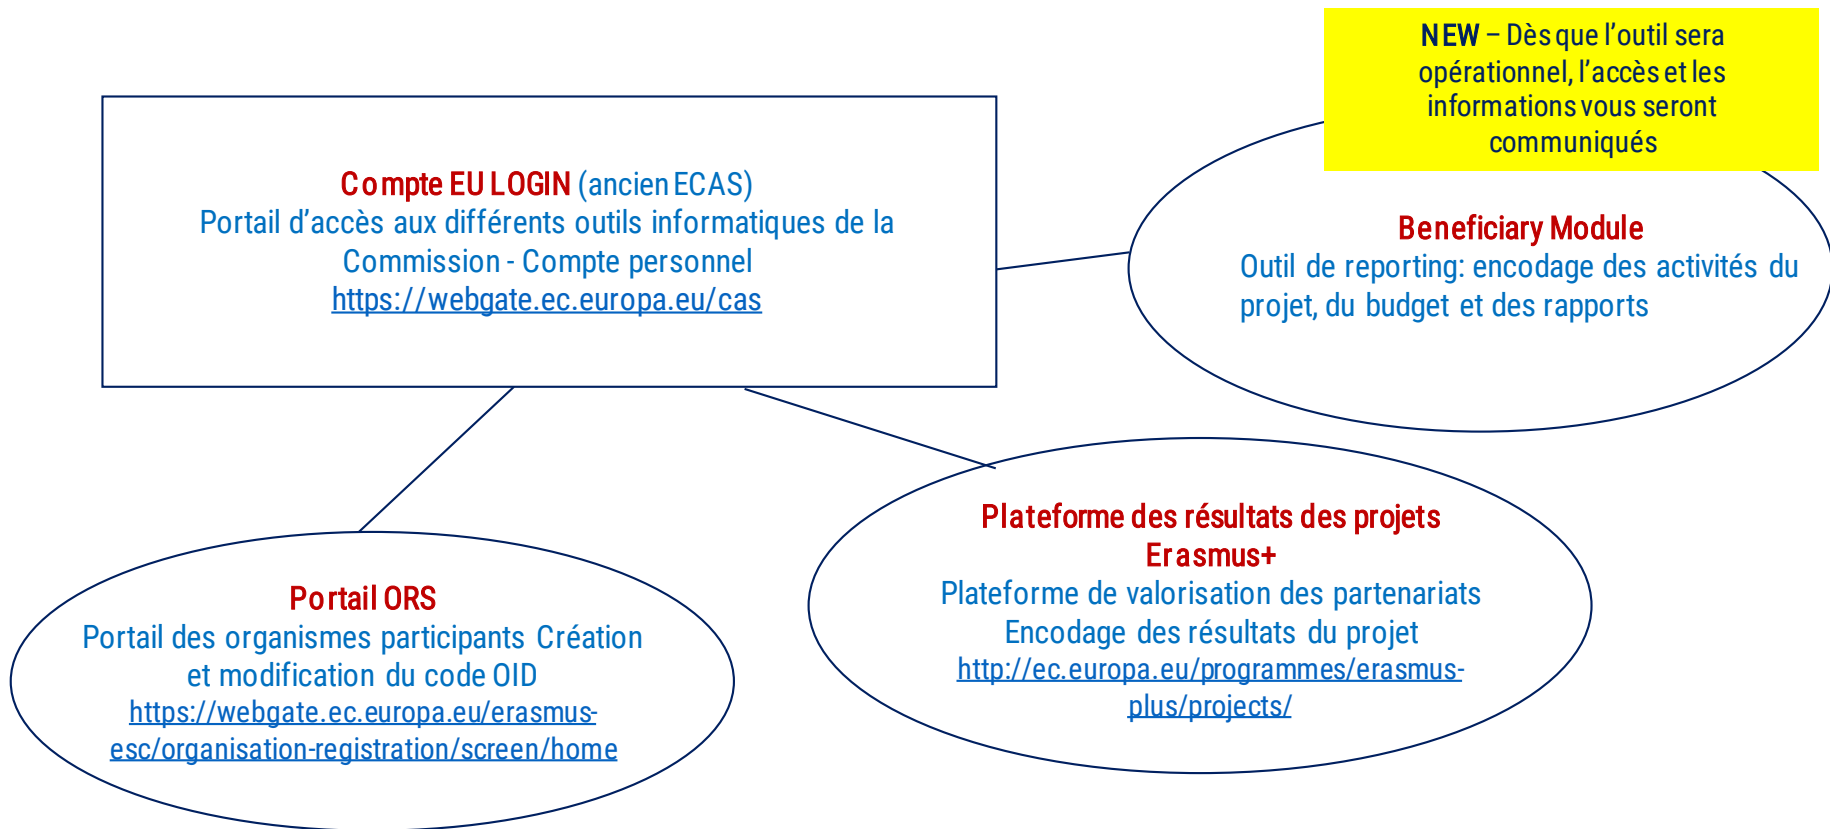 NEW – Dès que l’outil sera
opérationnel, l’accès et les
informations vous seront
communiqués
Compte EU LOGIN (ancien ECAS)
Portail d’accès aux différents outils informatiques de la
Commission - Compte personnel
https://webgate.ec.europa.eu/cas
Beneficiary Module
Outil de reporting: encodage des activités du
projet, du budget et des rapports
Plateforme des résultats des projets
Erasmus+
Plateforme de valorisation des partenariats
Encodage des résultats du projet
http://ec.europa.eu/programmes/erasmus-
plus/projects/
Portail ORS
Portail des organismes participants Création
et modification du code OID
https://webgate.ec.europa.eu/erasmus-
esc/organisation-registration/screen/home